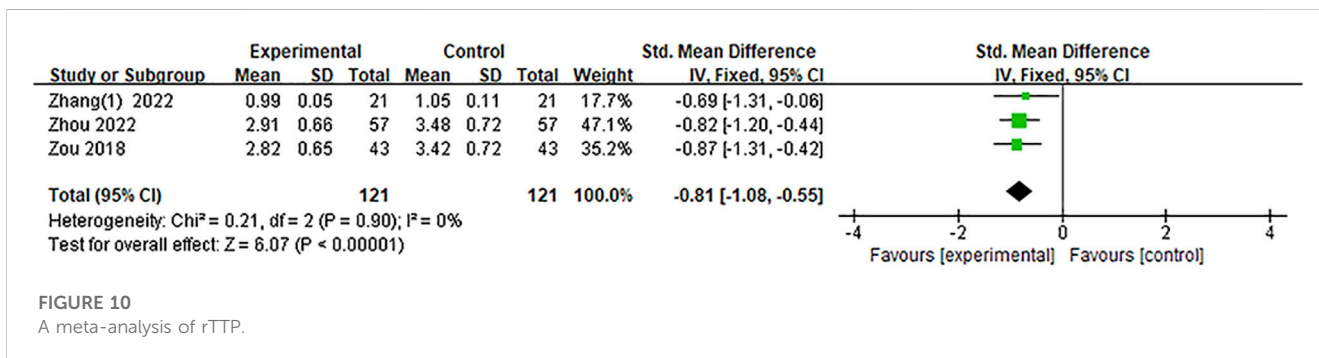 Experimental Control Std. Mean Difference Std. Mean Difference
Study or Subgroup Mean SD Total Mean SD Total Weight IV, Fixed, 95% CI IV, Fixed, 95% CI
Zhang(1) 2022 0.99 0.05 21 1.05 0.11 21 17.7% -0.69 [-1.31, -0.06]
Zhou 2022 2.91 0.66 57 3.48 0.72 57 47.1% -0.82 [-1.20, -0.44]
Zou 2018 2.82 0.65 43 3.42 0.72 43 35.2% -0.87 [-1.31, -0.42]
Total (95% CI) 121 121 100.0% -0.81 [-1.08, -0.55]
Heterogeneity: Chi² = 0.21, df = 2 (P = 0.90); I² = 0%
Test for overall effect: Z = 6.07 (P < 0.00001)
-4 -2 0 2 4
Favours [experimental] Favours [control]
FIGURE 10
A meta-analysis of rTTP.